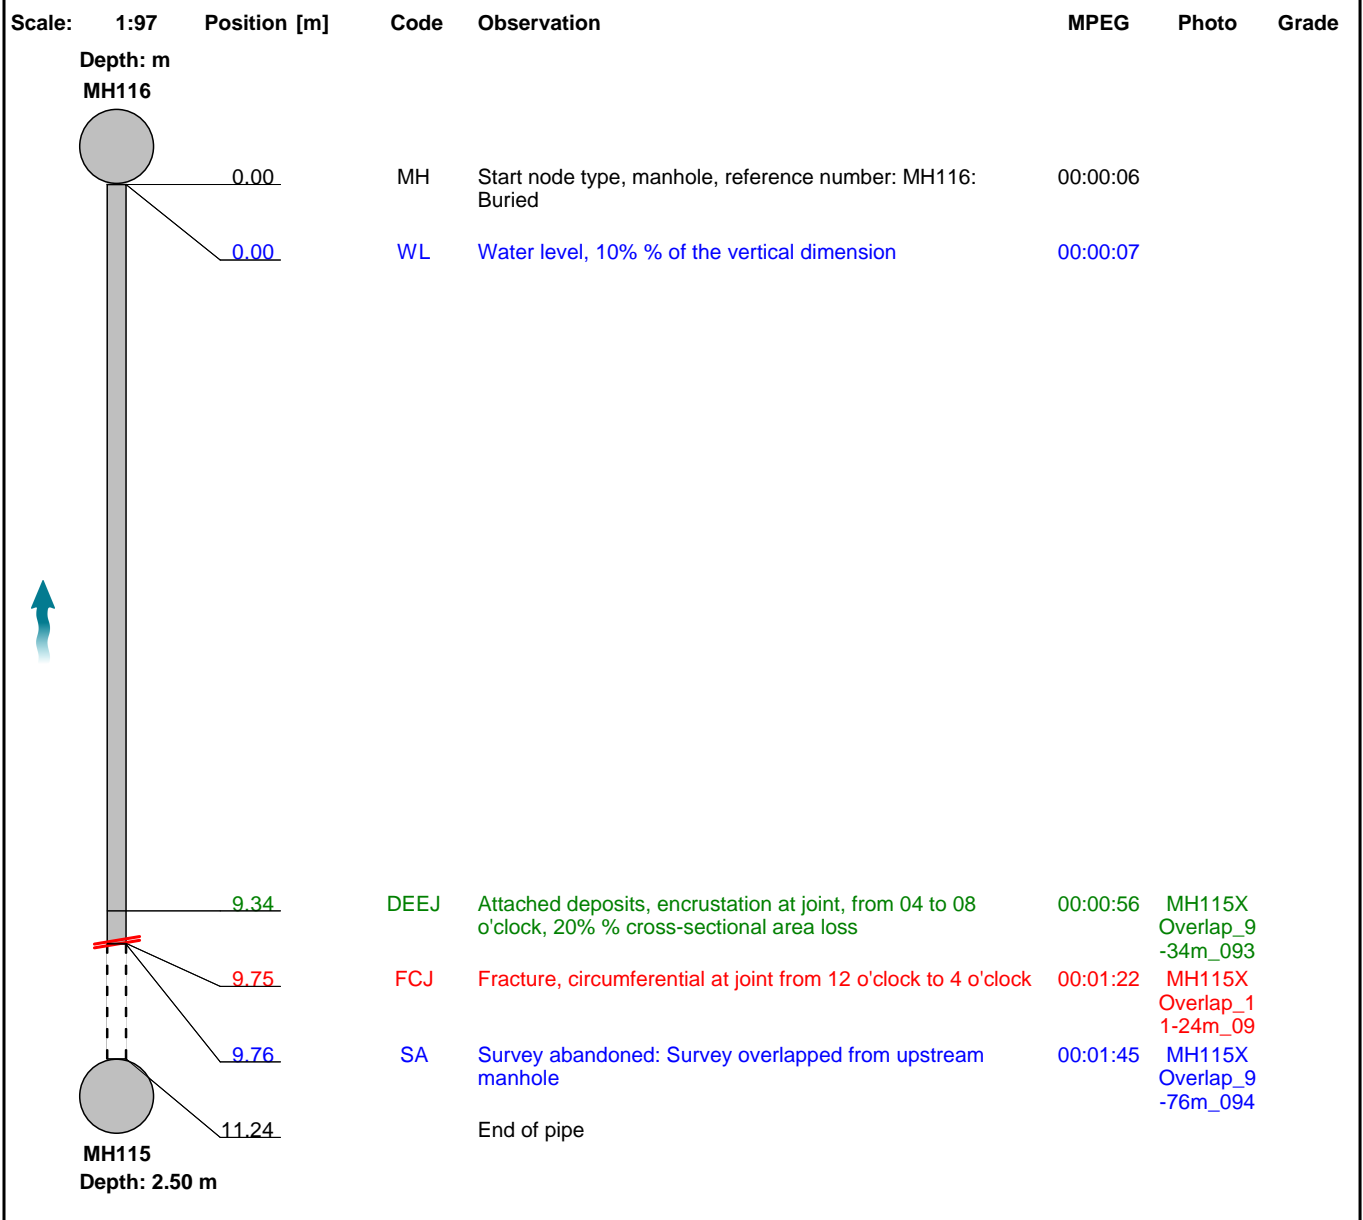 Scale: 1:97 Position [m] Code Observation MPEG Photo Grade
Depth: m
MH116
0.00 MH Start node type, manhole, reference number: MH116: 00:00:06
Buried
0.00 WL Water level, 10% % of the vertical dimension 00:00:07
9.34 DEEJ Attached deposits, encrustation at joint, from 04 to 08 00:00:56 MH115X
o'clock, 20% % cross-sectional area loss Overlap_9
-34m_093
9.75 FCJ Fracture, circumferential at joint from 12 o'clock to 4 o'clock 00:01:22 MH115X
Overlap_1
1-24m_09
9.76 SA Survey abandoned: Survey overlapped from upstream 00:01:45 MH115X
manhole Overlap_9
-76m_094
11.24 End of pipe
MH115
Depth: 2.50 m